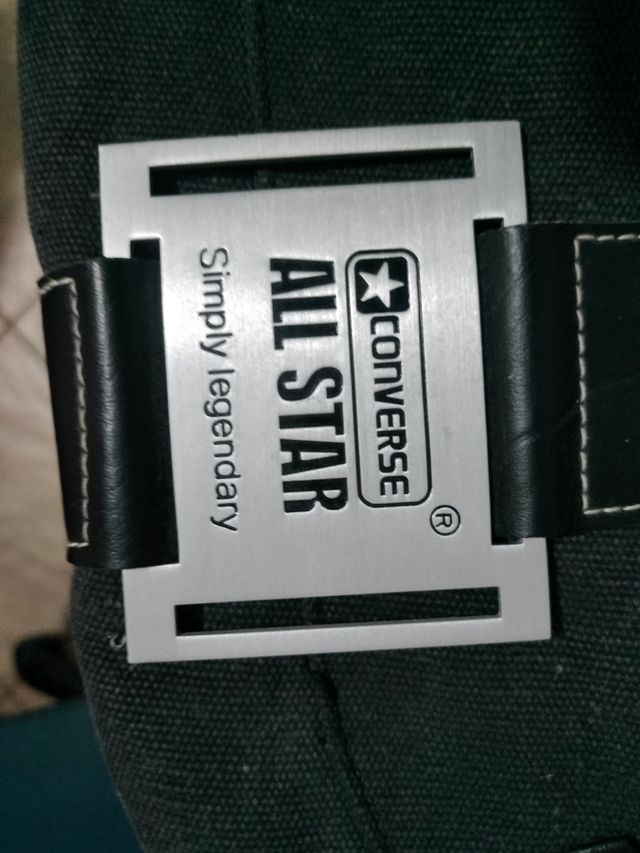 CONVERSE
®
ALL STAR
Simply legendary